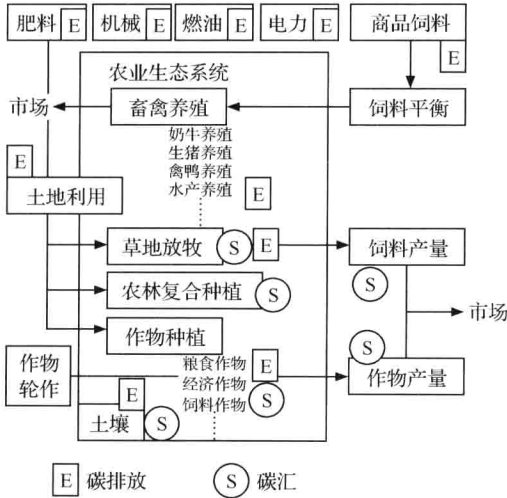 肥料 E 机械 E 燃油 E 电力 E 商品饲料
E
农业生态系统
市场 畜禽养殖 饲料平衡
奶牛养殖
生猪养殖
禽鸭养殖
水产养殖 E
E
土地利用
草地放牧 S E 饲料产量
S
农林复合种植 S
市场
作物种植
S
作物
轮作
粮食作物 E
经济作物
饲料作物 S
作物产量
E
土壤 S
E 碳排放 S 碳汇